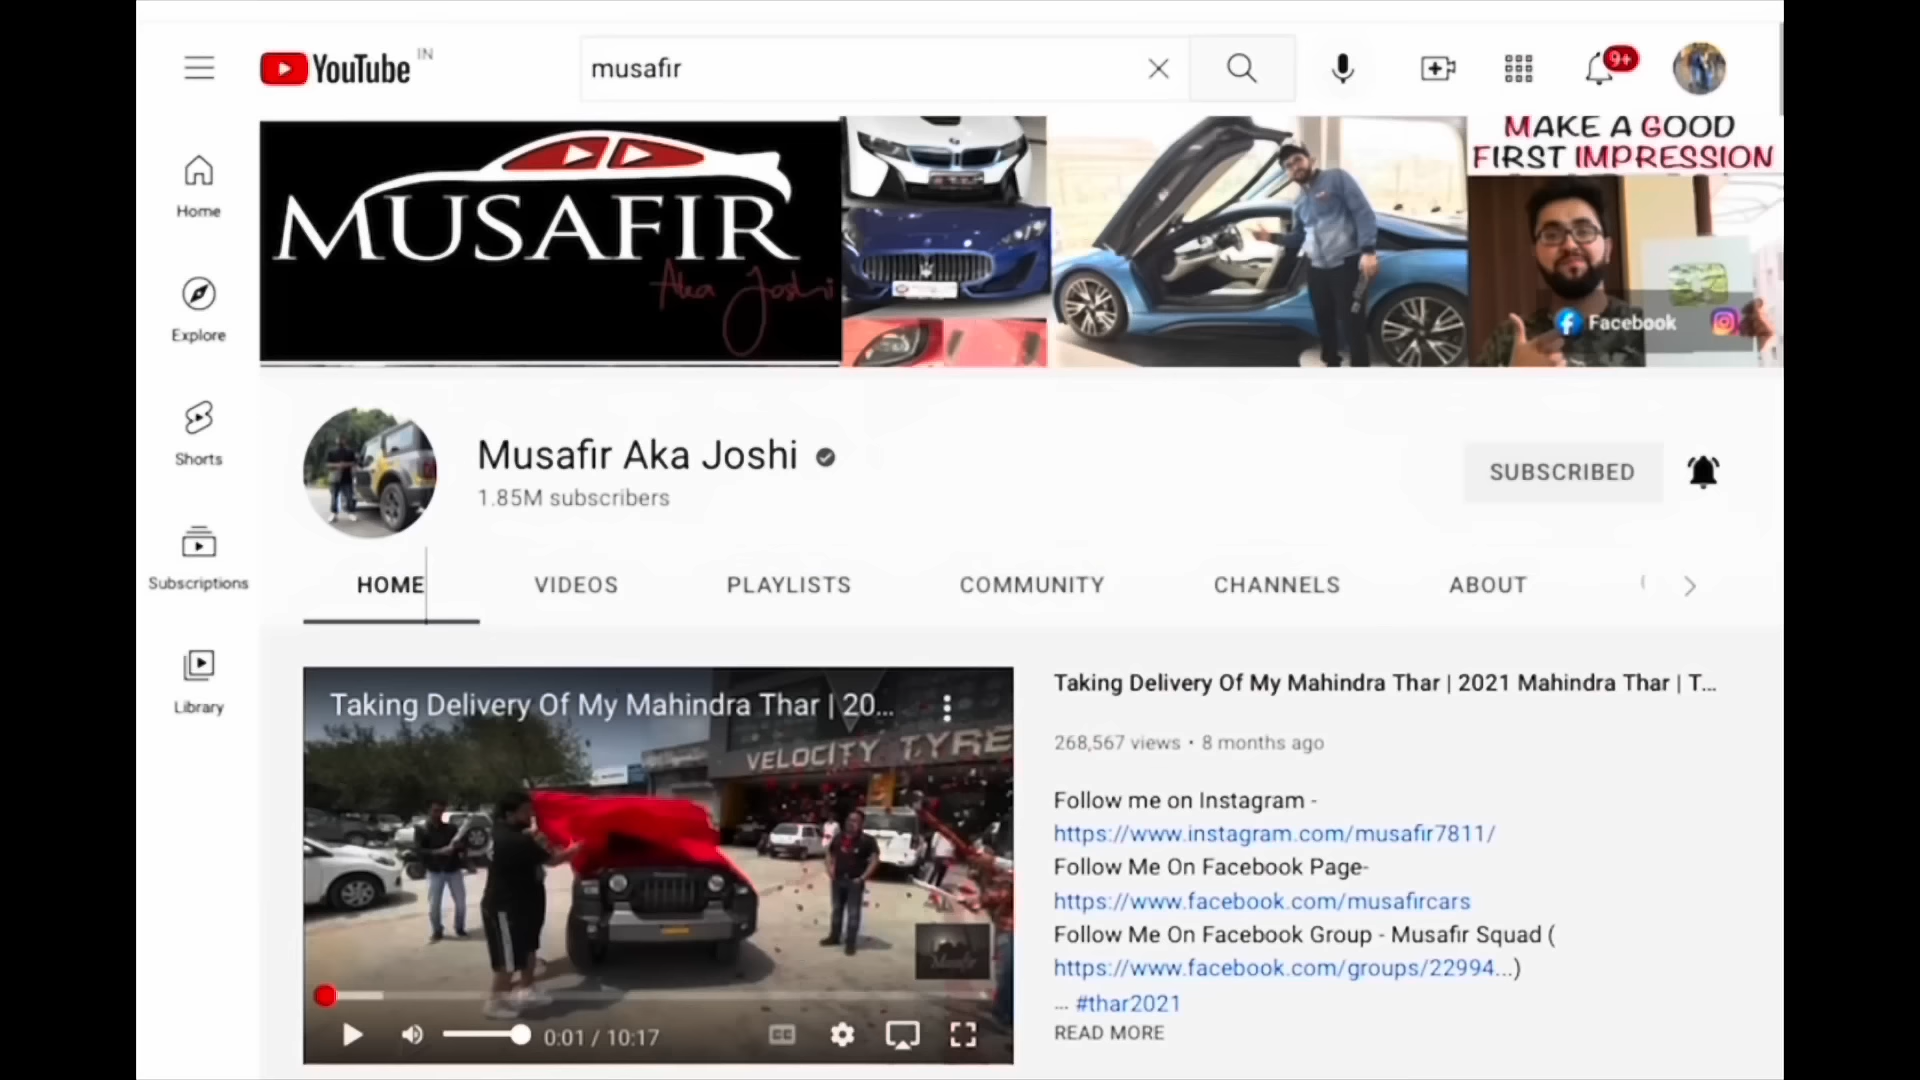 YouTube IN
musafir
9+
Home
Explore
Shorts
Subscriptions
Library
MUSAFIR
Aka Joshi
MAKE A GOOD
FIRST IMPRESSION
Facebook
Musafir Aka Joshi
1.85M subscribers
SUBSCRIBED
HOME VIDEOS PLAYLISTS COMMUNITY CHANNELS ABOUT
Taking Delivery Of My Mahindra Thar | 20...
VELOCITY TYRE
Musafir
0:01 / 10:17
CC
Taking Delivery Of My Mahindra Thar | 2021 Mahindra Thar | T...
268,567 views • 8 months ago
Follow me on Instagram -
https://www.instagram.com/musafir7811/
Follow Me On Facebook Page-
https://www.facebook.com/musafircars
Follow Me On Facebook Group - Musafir Squad (
https://www.facebook.com/groups/22994...)
... #thar2021
READ MORE